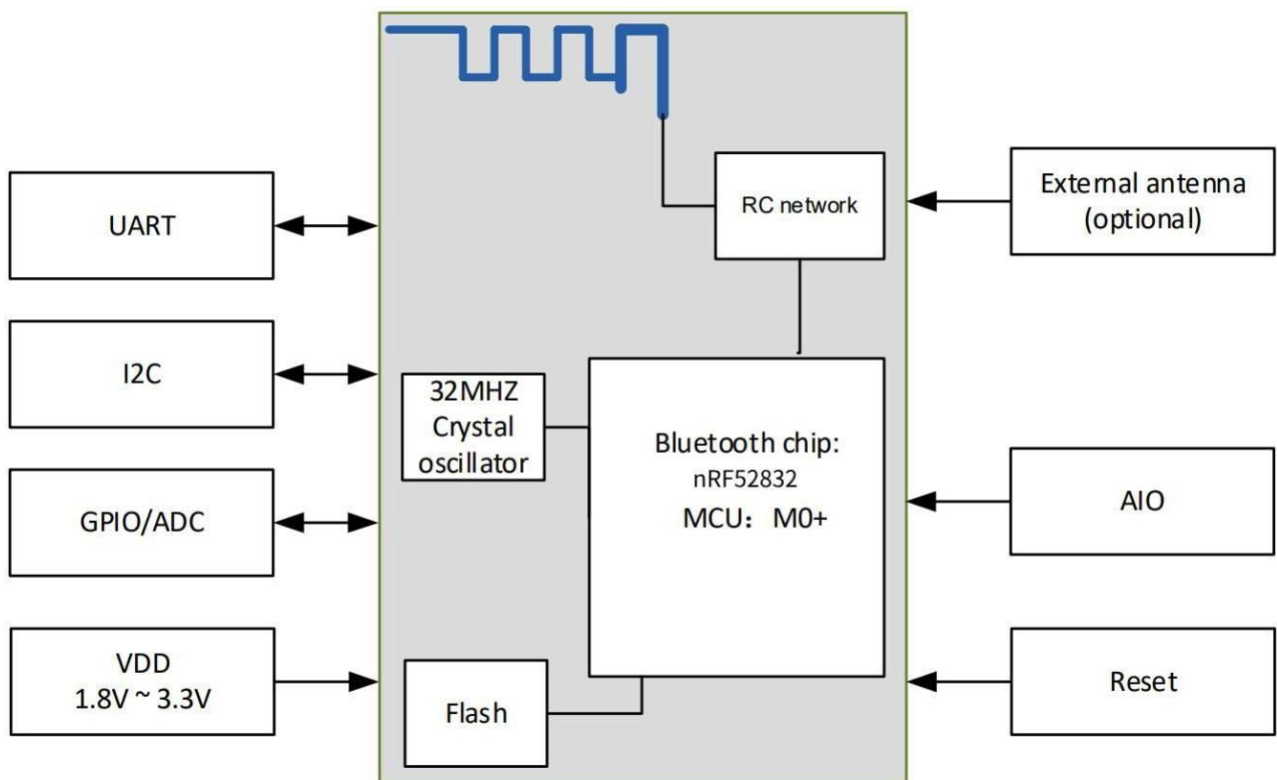 UART
I2C
GPIO/ADC
VDD
1.8V ~ 3.3V
RC network
32MHZ
Crystal
oscillator
Bluetooth chip:
nRF52832
MCU： M0+
Flash
External antenna
(optional)
AIO
Reset